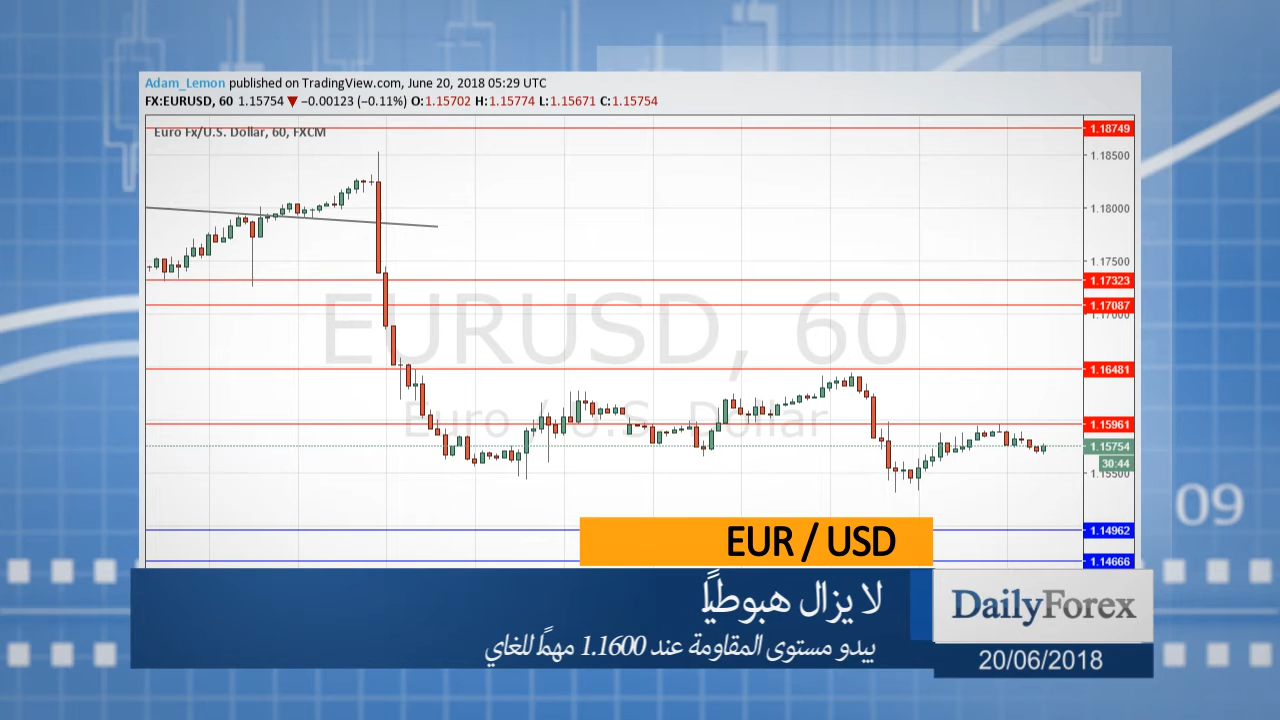 Adam_Lemon published on TradingView.com, June 20, 2018 05:29 UTC
FX:EURUSD, 60 1.15754 ▼ −0.00123 (−0.11%) O:1.15702 H:1.15774 L:1.15671 C:1.15754
Euro Fx/U.S. Dollar, 60, FXCM
1.18749
1.18500
1.18000
1.17500
1.17323
1.17087
1.17000
EURUSD, 60
1.16481
Euro / U.S. Dollar
1.15961
1.15754
30:44
1.15500
09
1.14962
EUR / USD
1.14666
لا يزال هبوطيًا
DailyForex
يبدو مستوى المقاومة عند 1.1600 مهمًا للغاي
20/06/2018